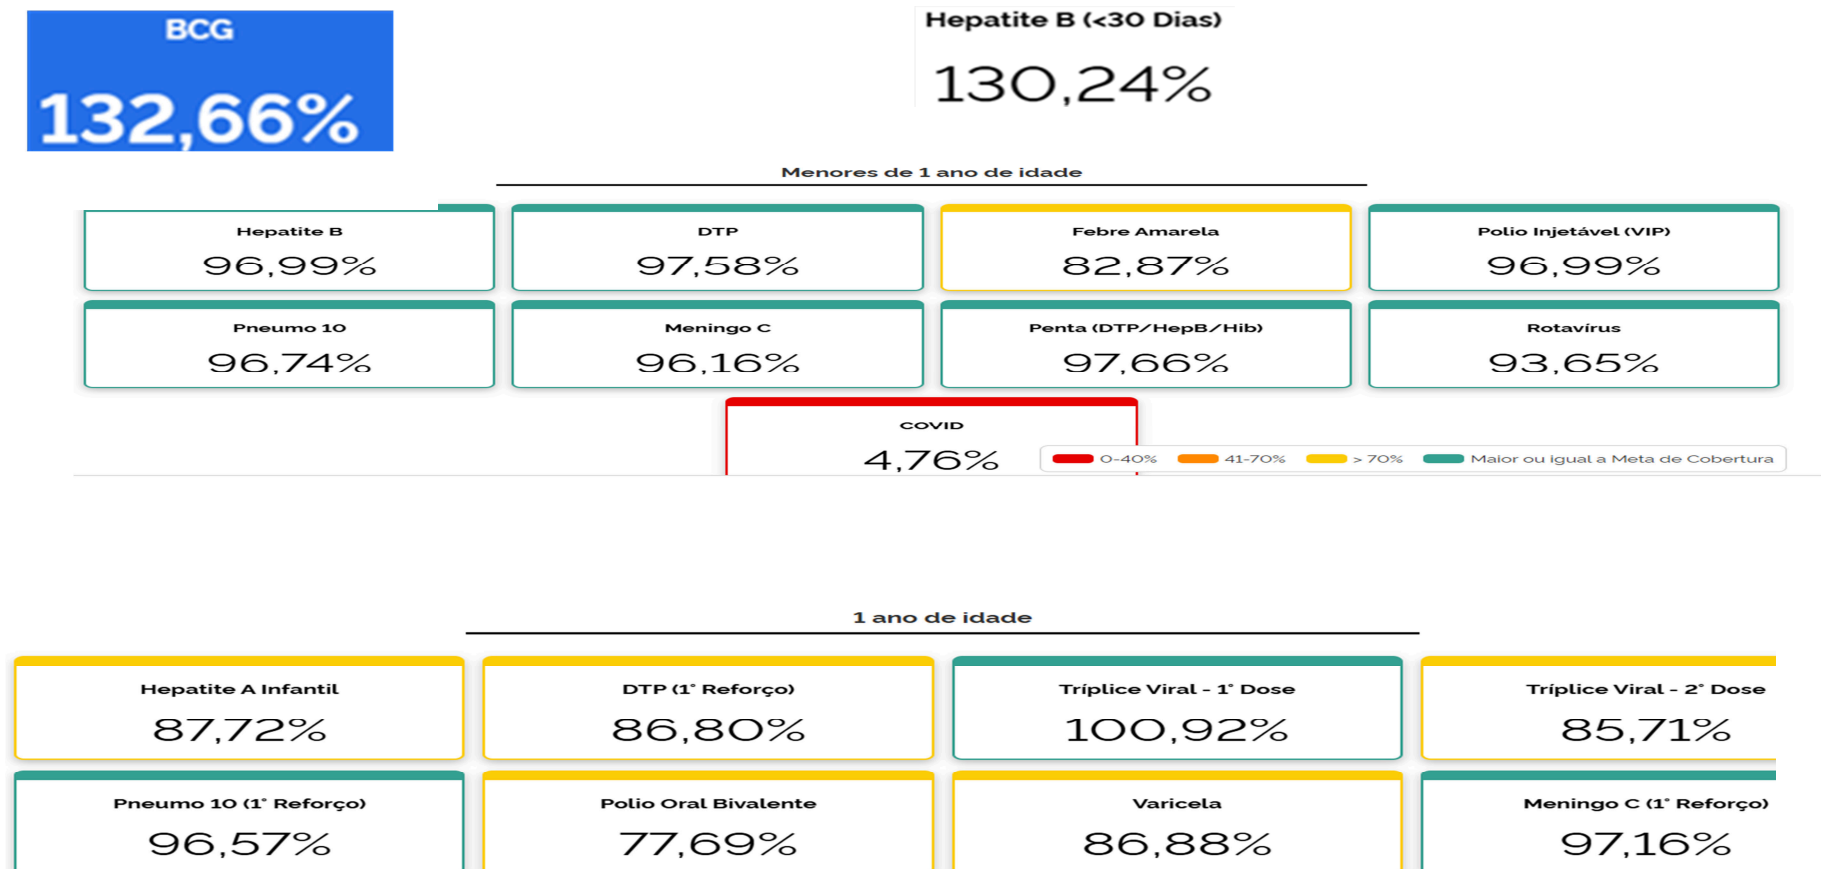 BCG
132,66%
Hepatite B (<30 Dias)
130,24%
Menores de 1 ano de idade
Hepatite B
96,99%
DTP
97,58%
Febre Amarela
82,87%
Polio Injetável (VIP)
96,99%
Pneumo 10
96,74%
Meningo C
96,16%
Penta (DTP/HepB/Hib)
97,66%
Rotavírus
93,65%
COVID
4,76%
0-40%
41-70%
> 70%
Maior ou igual a Meta de Cobertura
1 ano de idade
Hepatite A Infantil
87,72%
DTP (1° Reforço)
86,80%
Tríplice Viral - 1° Dose
100,92%
Tríplice Viral - 2° Dose
85,71%
Pneumo 10 (1° Reforço)
96,57%
Polio Oral Bivalente
77,69%
Varicela
86,88%
Meningo C (1° Reforço)
97,16%